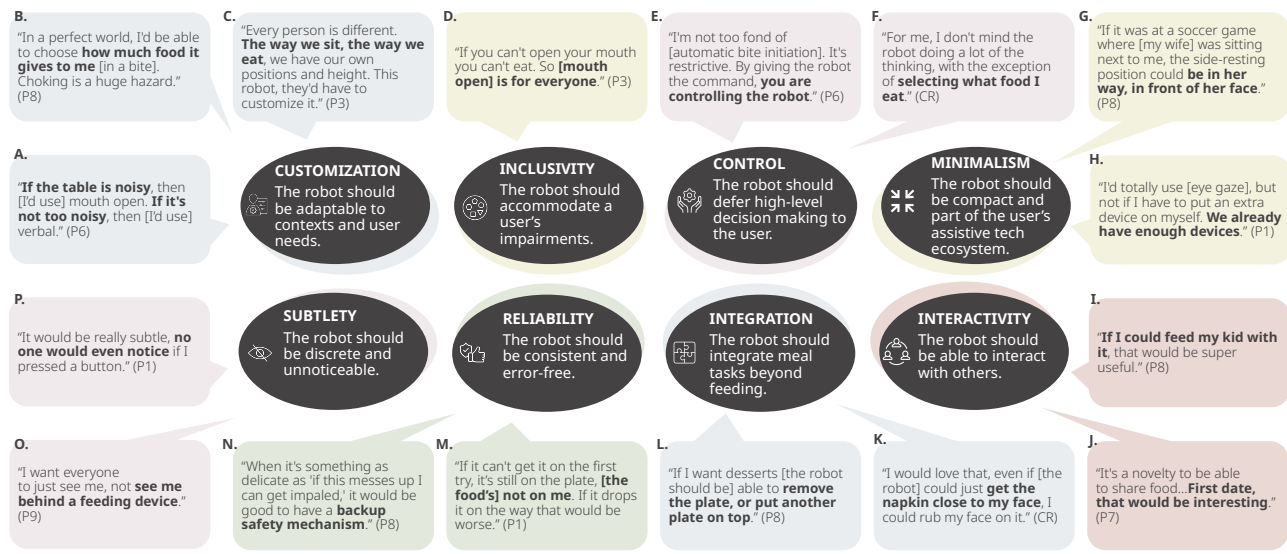 B.
“In a perfect world, I'd be able
to choose how much food it
gives to me [in a bite].
Choking is a huge hazard.”
(P8)
C.
“Every person is different.
The way we sit, the way we
eat, we have our own
positions and height. This
robot, they'd have to
customize it.” (P3)
D.
“If you can't open your mouth
you can't eat. So [mouth
open] is for everyone.” (P3)
E.
“I'm not too fond of
[automatic bite initiation]. It's
restrictive. By giving the robot
the command, you are
controlling the robot.” (P6)
F.
“For me, I don't mind the
robot doing a lot of the
thinking, with the exception
of selecting what food I
eat.” (CR)
G.
“If it was at a soccer game
where [my wife] was sitting
next to me, the side-resting
position could be in her
way, in front of her face.”
(P8)
A.
“If the table is noisy, then
[I’d use] mouth open. If it's
not too noisy, then [I’d use]
verbal.” (P6)
CUSTOMIZATION
The robot should
be adaptable to
contexts and user
needs.
INCLUSIVITY
The robot should
accommodate a
user’s
impairments.
CONTROL
The robot should
defer high-level
decision making to
the user.
MINIMALISM
The robot should
be compact and
part of the user’s
assistive tech
ecosystem.
H.
“I'd totally use [eye gaze], but
not if I have to put an extra
device on myself. We already
have enough devices.” (P1)
P.
“It would be really subtle, no
one would even notice if I
pressed a button.” (P1)
SUBTLETY
The robot should
be discrete and
unnoticeable.
RELIABILITY
The robot should
be consistent and
error-free.
INTEGRATION
The robot should
integrate meal
tasks beyond
feeding.
INTERACTIVITY
The robot should
be able to interact
with others.
I.
“If I could feed my kid with
it, that would be super
useful.” (P8)
O.
“I want everyone
to just see me, not see me
behind a feeding device.”
(P9)
N.
“When it's something as
delicate as 'if this messes up I
can get impaled,' it would be
good to have a backup
safety mechanism.” (P8)
M.
“If it can't get it on the first
try, it’s still on the plate, [the
food’s] not on me. If it drops
it on the way that would be
worse.” (P1)
L.
“If I want desserts [the robot
should be] able to remove
the plate, or put another
plate on top.” (P8)
K.
“I would love that, even if [the
robot] could just get the
napkin close to my face, I
could rub my face on it.” (CR)
J.
“It's a novelty to be able
to share food…First date,
that would be interesting.”
(P7)